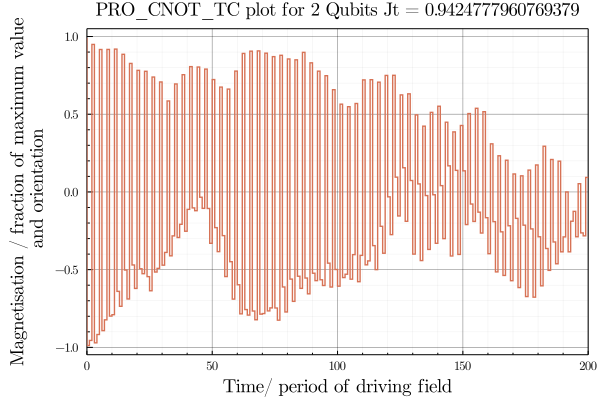 PRO_CNOT_TC plot for 2 Qubits Jt = 0.9424777960769379
Magnetisation / fraction of maximum value
and orientation
1.0
0.5
0.0
−0.5
−1.0
0
50
100
150
200
Time/ period of driving field